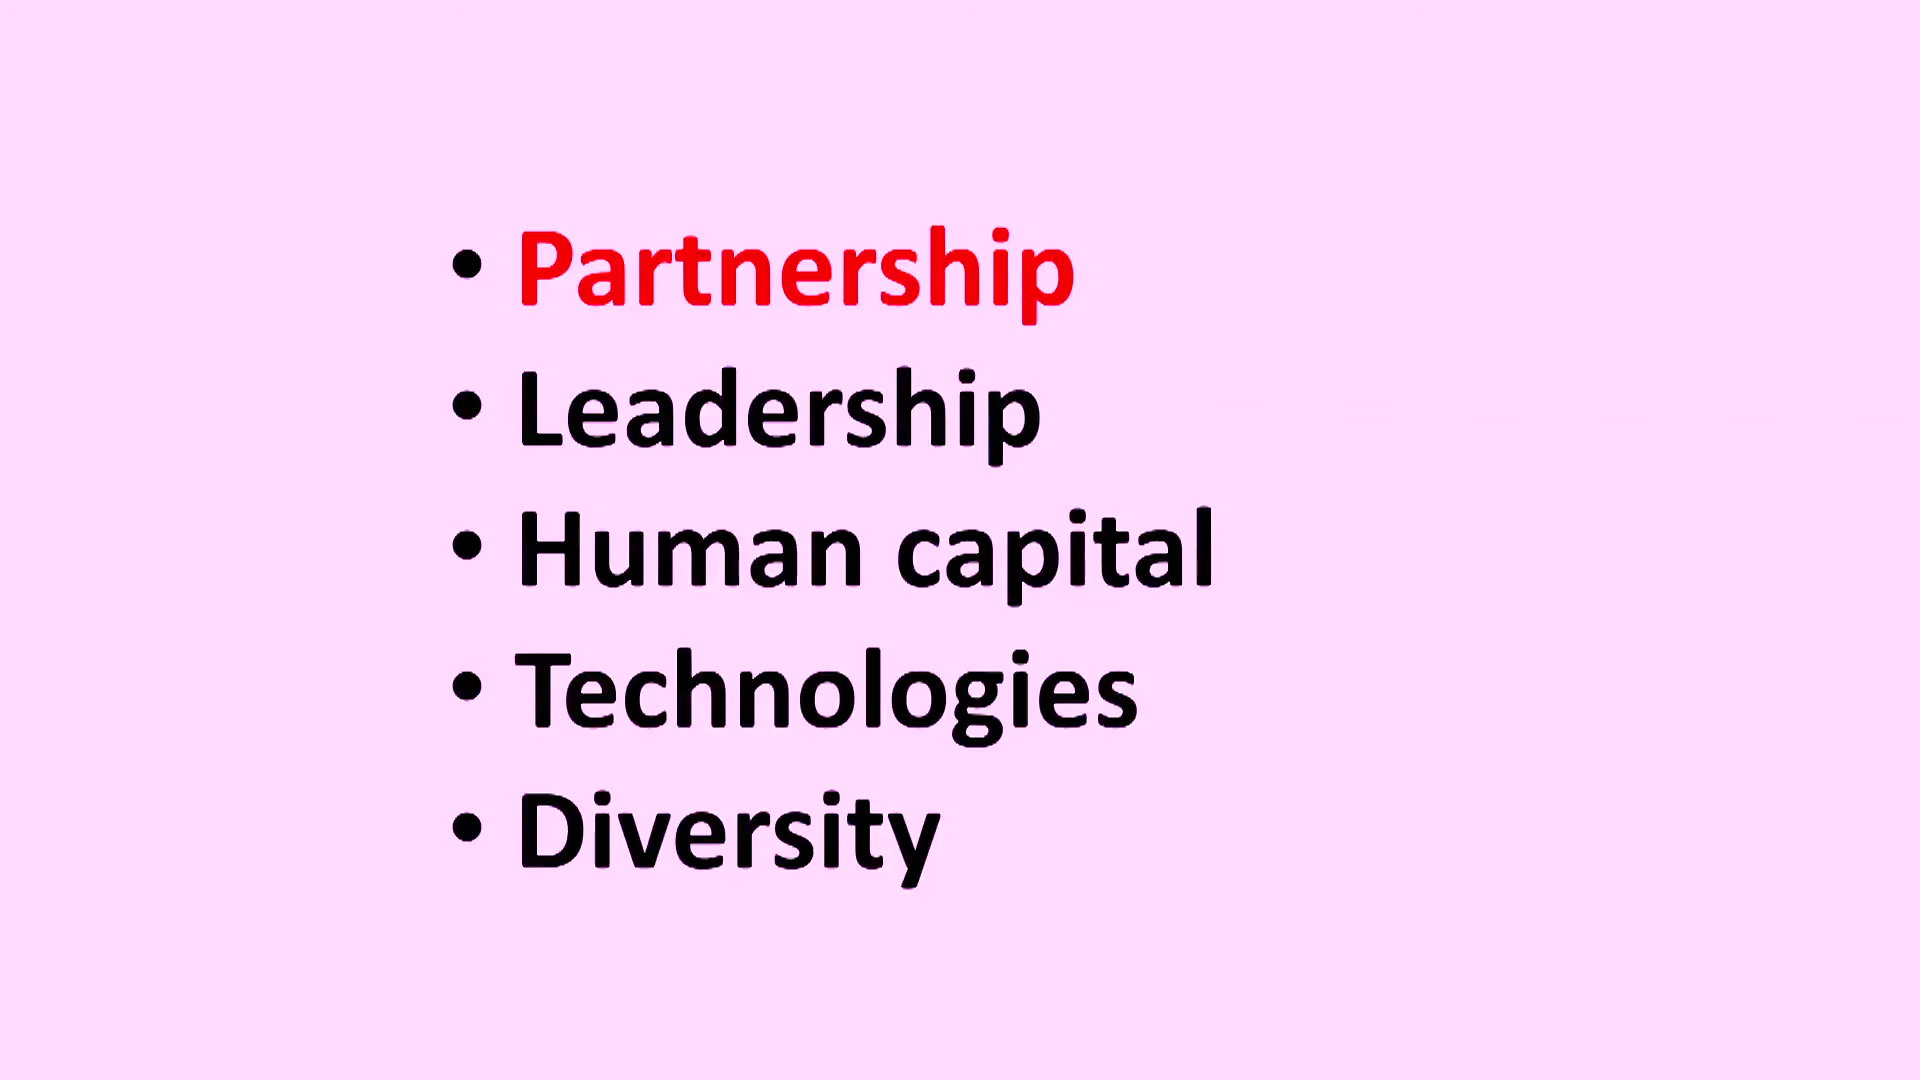 • Partnership
• Leadership
• Human capital
• Technologies
• Diversity